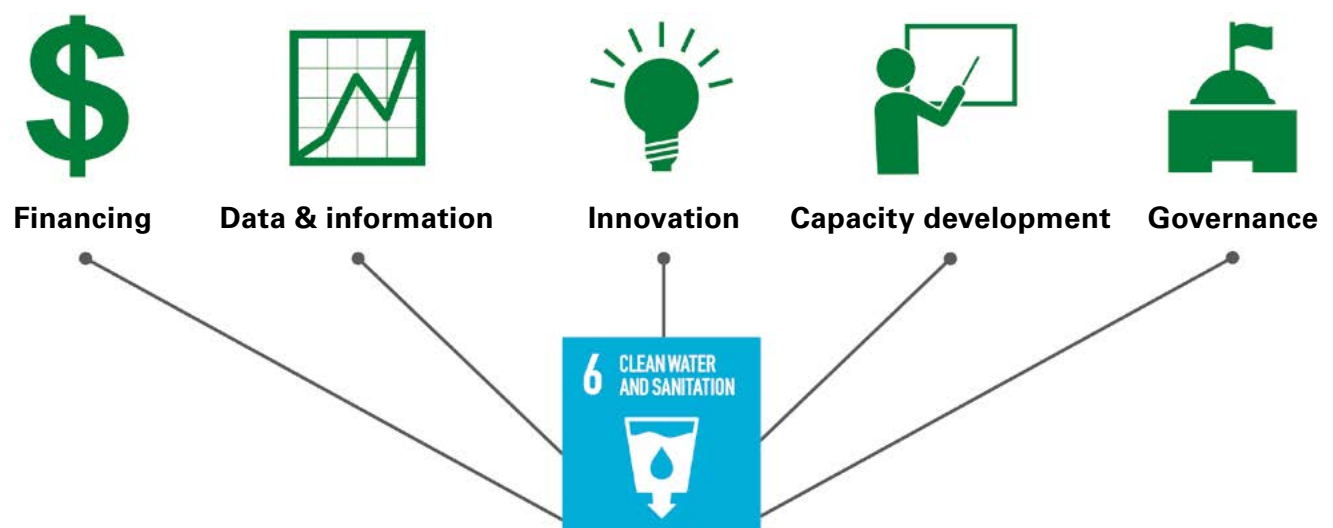 $
Financing
Data & information
Innovation
Capacity development
Governance
6 CLEAN WATER
AND SANITATION